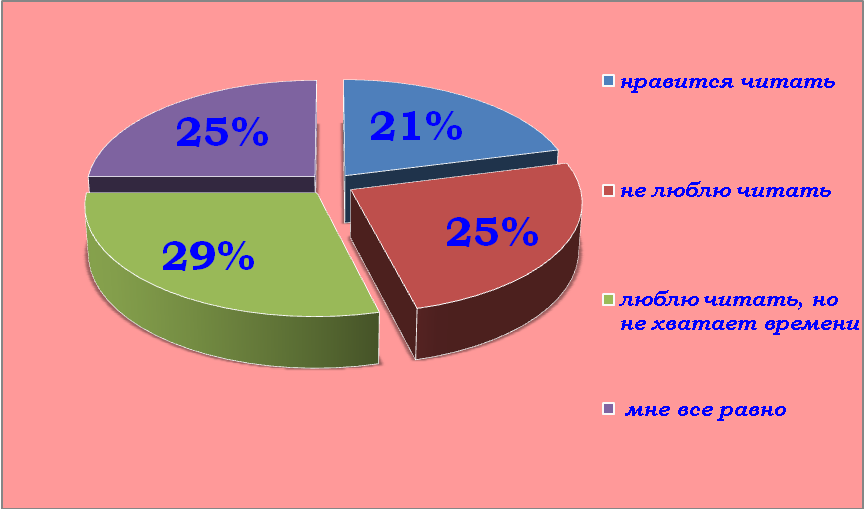 25%
21%
29%
25%
нравится читать
не люблю читать
люблю читать, но
не хватает времени
мне все равно